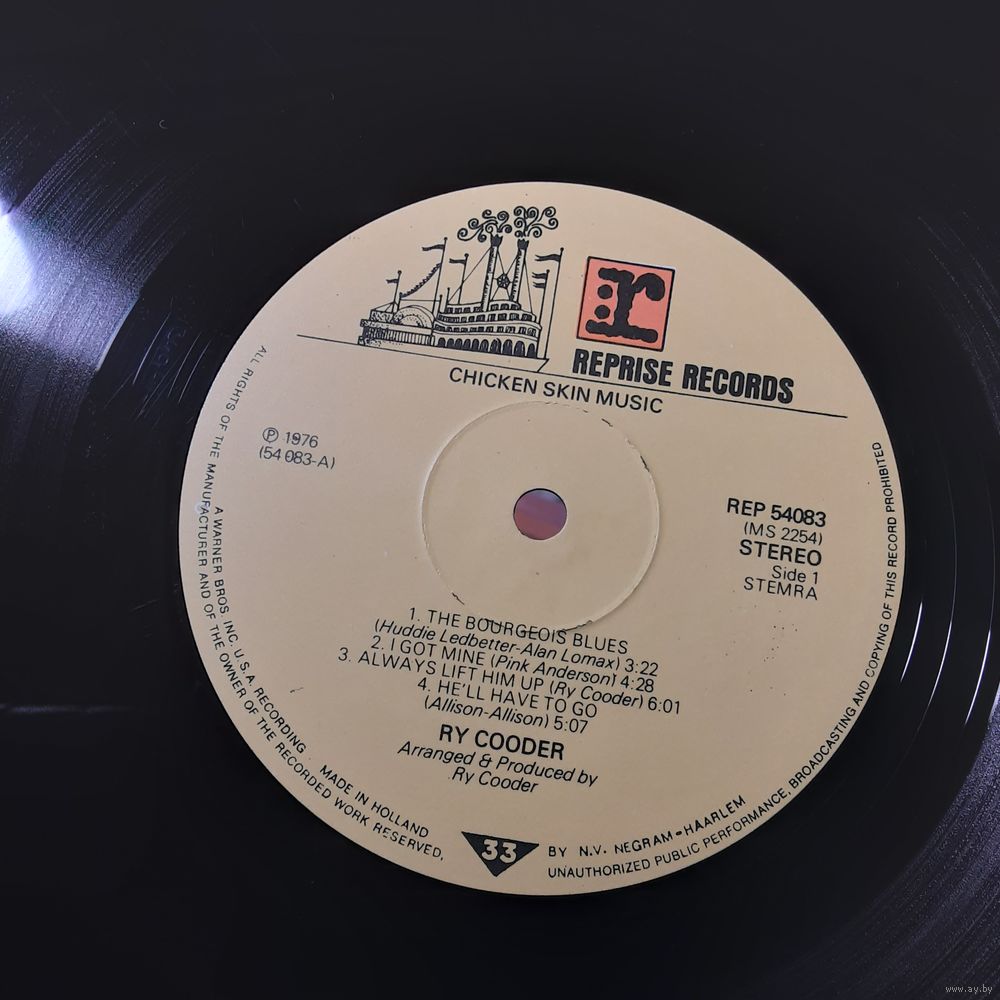 r
REPRISE RECORDS
CHICKEN SKIN MUSIC
℗ 1976
(54 083-A)
REP 54083
(MS 2254)
STEREO
Side 1
STEMRA
1. THE BOURGEOIS BLUES
(Huddie Ledbetter-Alan Lomax) 3:22
2. I GOT MINE (Pink Anderson) 4:28
3. ALWAYS LIFT HIM UP (Ry Cooder) 6:01
4. HE'LL HAVE TO GO
(Allison-Allison) 5:07
RY COODER
Arranged & Produced by
Ry Cooder
33
ALL RIGHTS OF THE MANUFACTURER AND OF THE OWNER OF THE RECORDED WORK RESERVED,
UNAUTHORIZED PUBLIC PERFORMANCE, BROADCASTING AND COPYING OF THIS RECORD PROHIBITED
A WARNER BROS INC. U.S.A. RECORDING MADE IN HOLLAND
BY N.V. NEGRAM-HAARLEM
www.ay.by